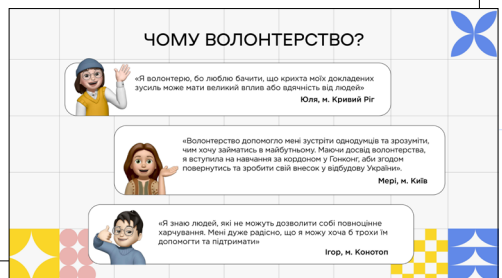 ЧОМУ ВОЛОНТЕРСТВО?
«Я волонтерю, бо люблю бачити, що крихта моїх докладених
зусиль може мати великий вплив або вдячність від людей»
Юля, м. Кривий Ріг
«Волонтерство допомогло мені зустріти однодумців та зрозуміти,
чим хочу займатись в майбутньому. Маючи досвід волонтерства,
я вступила на навчання за кордоном у Гонконг, аби згодом
повернутись та зробити свій внесок у відбудову України».
Мері, м. Київ
«Я знаю людей, які не можуть дозволити собі повноцінне
харчування. Мені дуже радісно, що я можу хоча б трохи їм
допомогти та підтримати»
Ігор, м. Конотоп